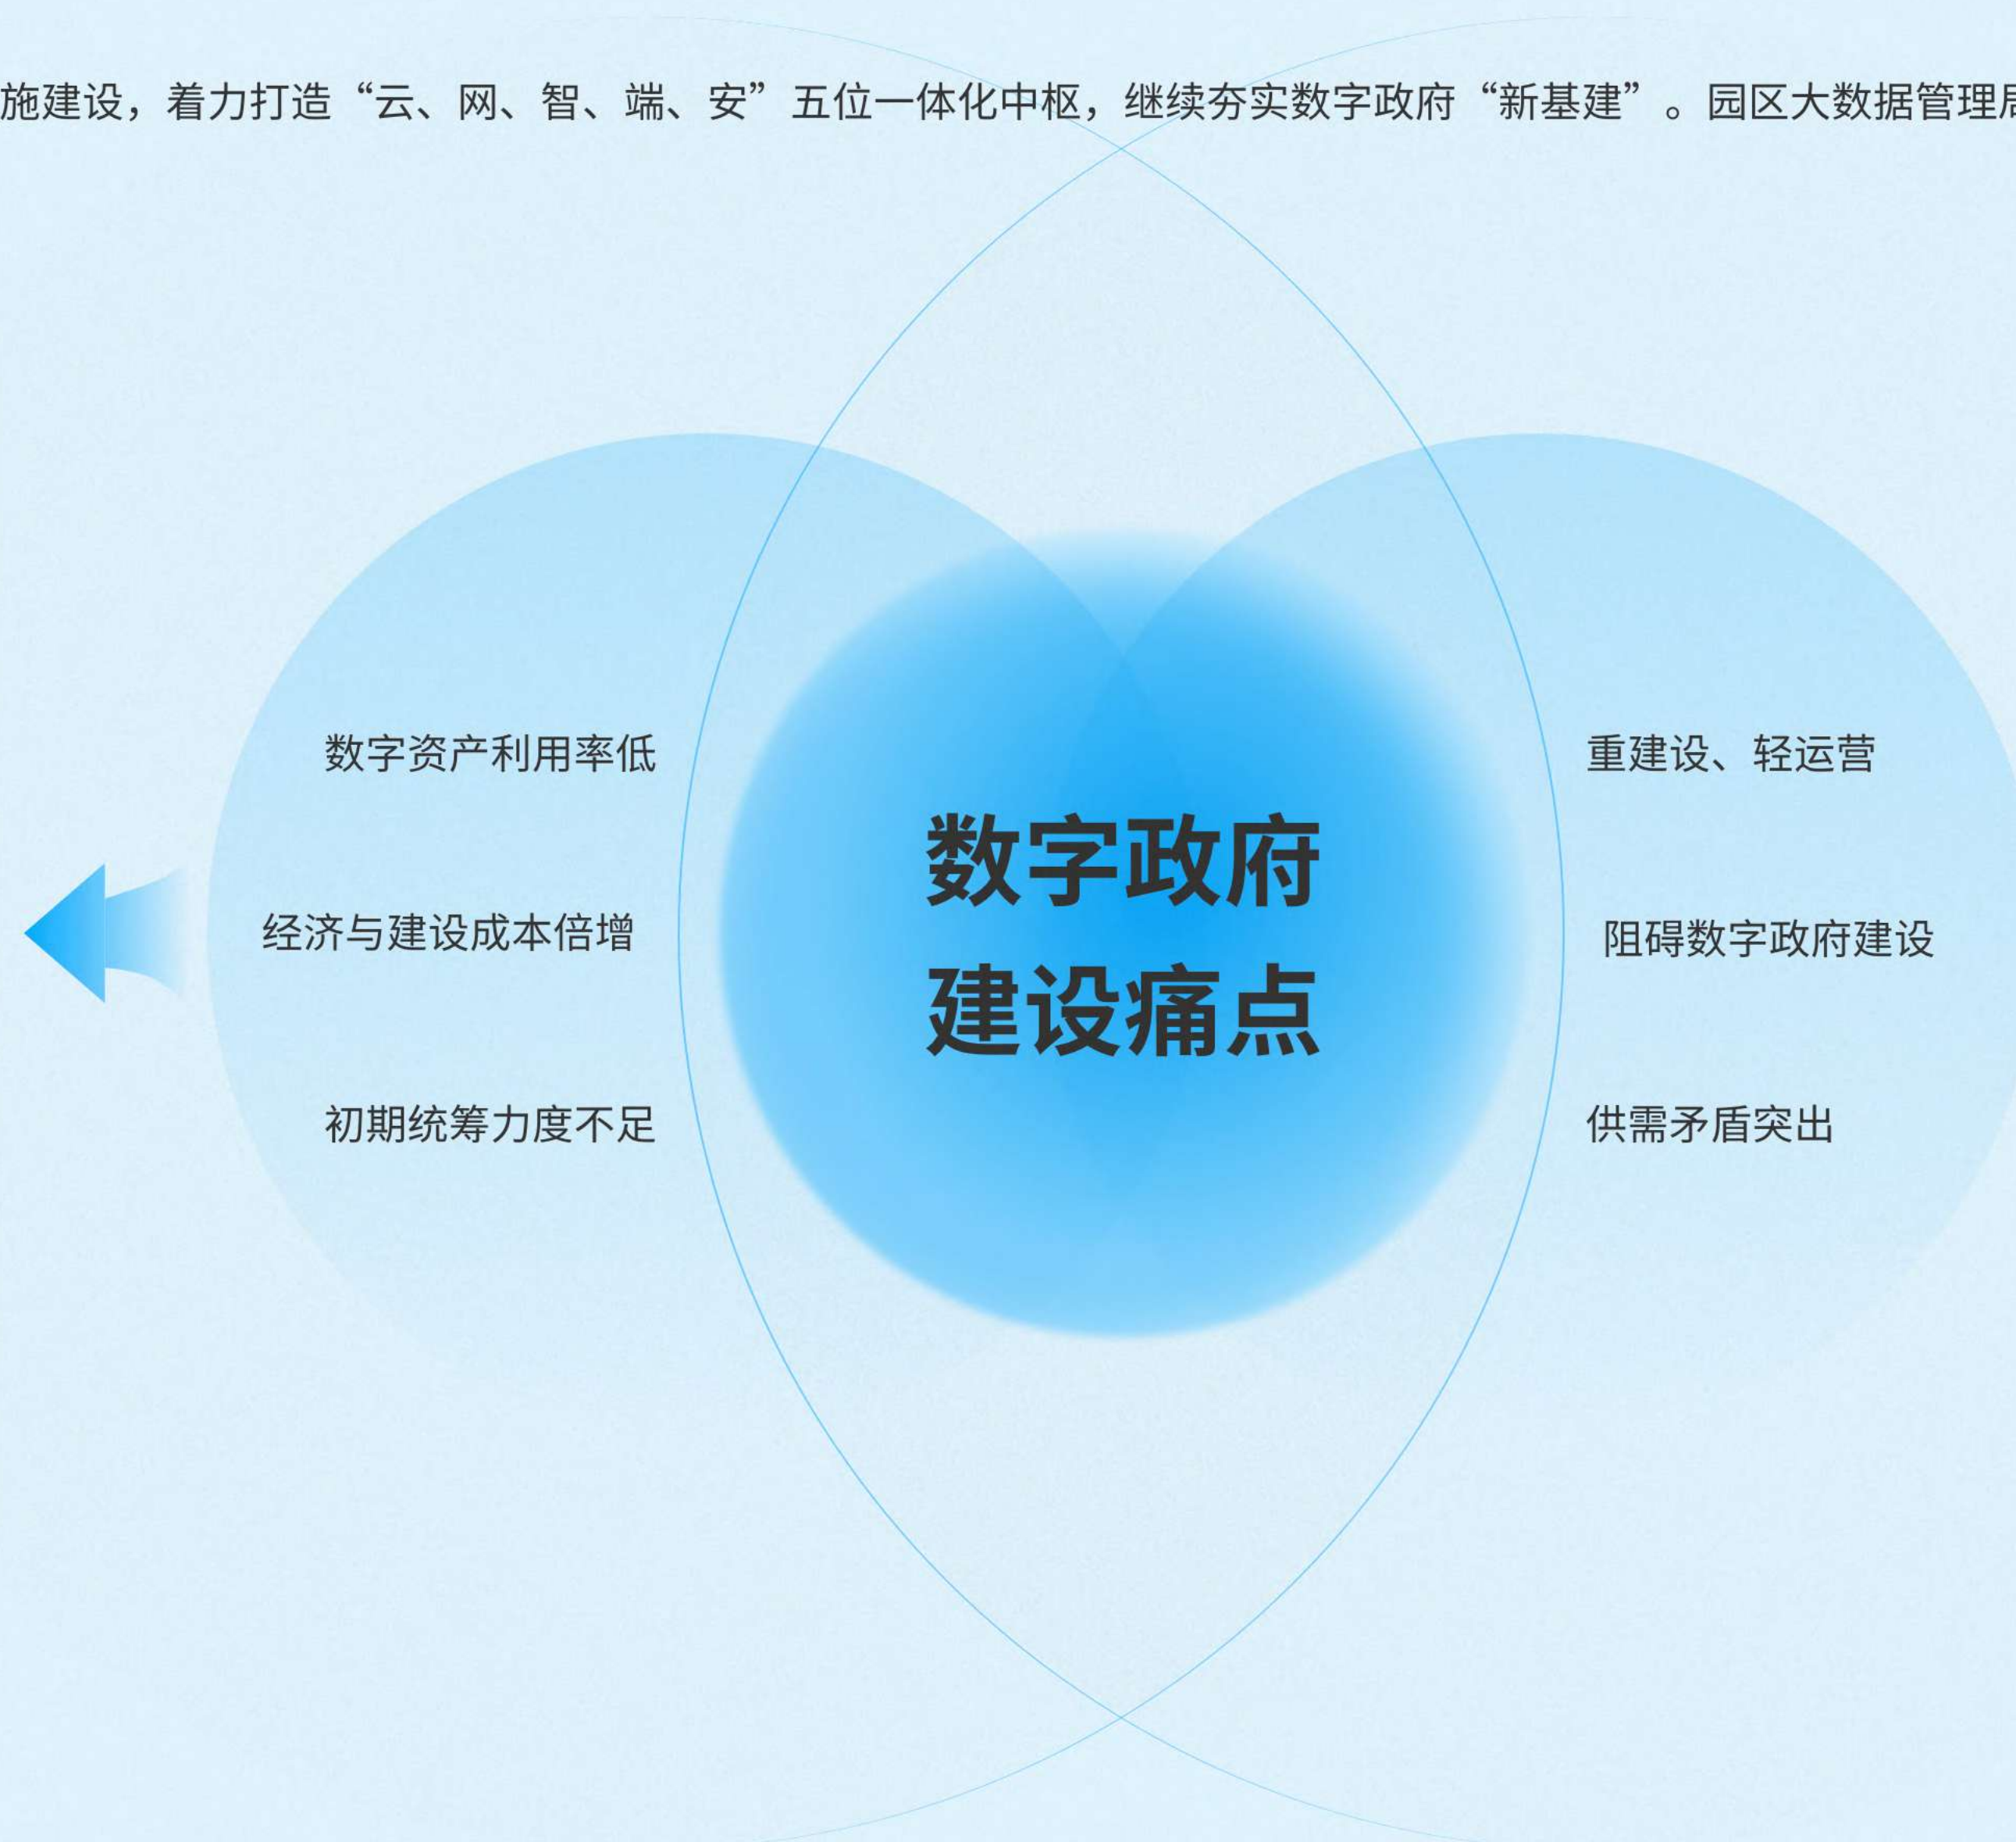 施建设，着力打造“云、网、智、端、安”五位一体化中枢，继续夯实数字政府“新基建”。园区大数据管理局
数字资产利用率低
经济与建设成本倍增
初期统筹力度不足
数字政府
建设痛点
重建设、轻运营
阻碍数字政府建设
供需矛盾突出